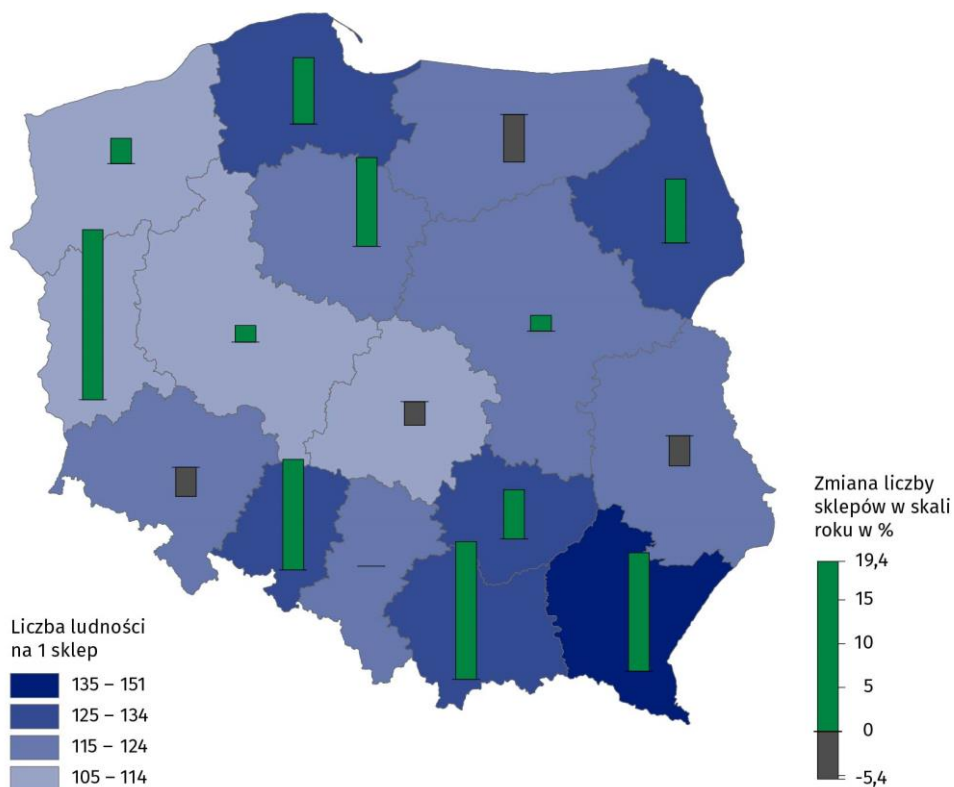 Liczba ludności
na 1 sklep
135 – 151
125 – 134
115 – 124
105 – 114
Zmiana liczby
sklepów w skali
roku w %
19,4
15
10
5
0
-5,4